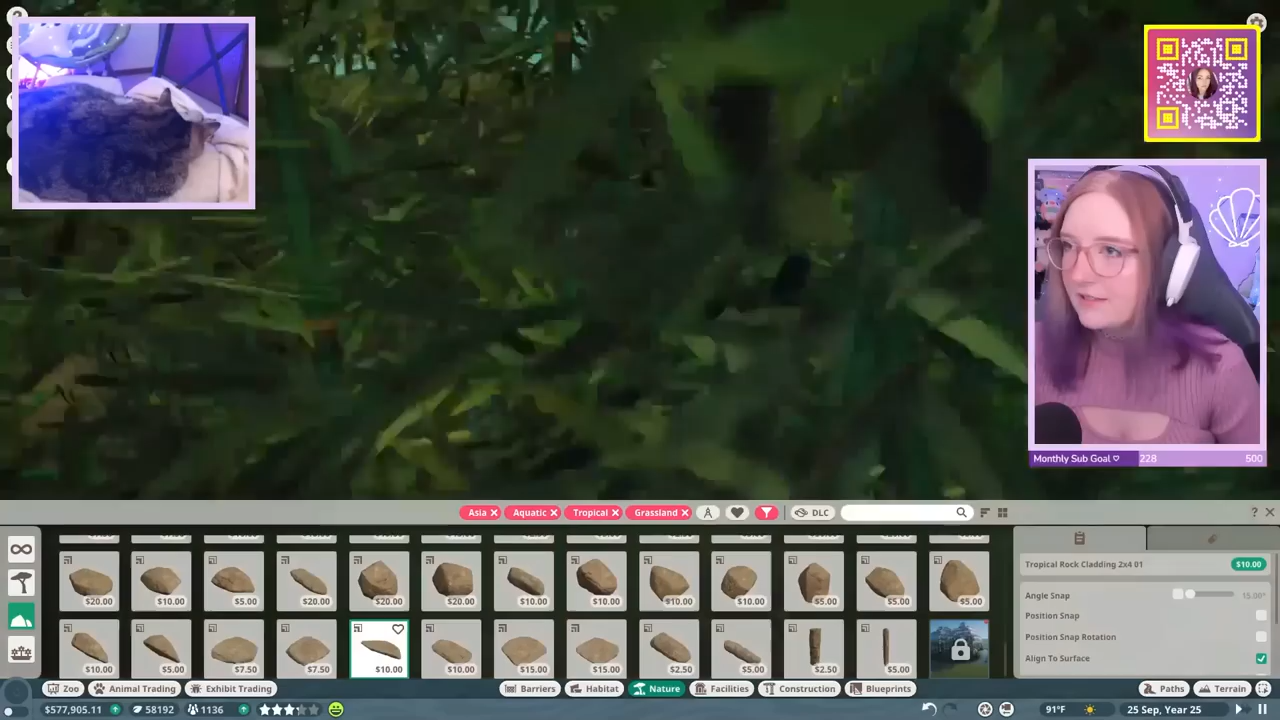 Monthly Sub Goal ♡ 228 500
Asia ✕ Aquatic ✕ Tropical ✕ Grassland ✕ DLC ? ✕
$20.00 $10.00 $5.00 $20.00 $20.00 $20.00 $10.00 $10.00 $10.00 $10.00 $5.00 $5.00 $5.00
$10.00 $5.00 $7.50 $7.50 $10.00 $10.00 $15.00 $15.00 $2.50 $5.00 $2.50 $5.00
Tropical Rock Cladding 2x4 01 $10.00
Angle Snap 15.00°
Position Snap
Position Snap Rotation
Align To Surface
Zoo Animal Trading Exhibit Trading Barriers Habitat Nature Facilities Construction Blueprints Paths Terrain
$577,905.11 58192 1136 91°F 25 Sep, Year 25